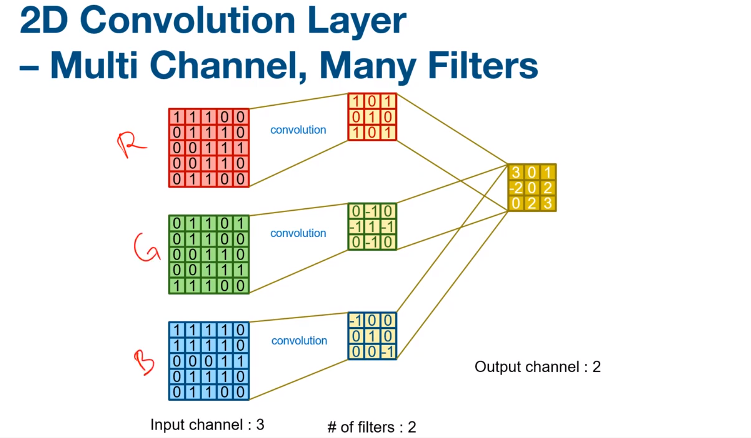 2D Convolution Layer
– Multi Channel, Many Filters
R
1 1 1 0 0
0 1 1 1 0
0 0 1 1 1
0 0 1 1 0
0 1 1 0 0
convolution
1 0 1
0 1 0
1 0 1
G
0 1 1 0 1
0 1 1 0 0
0 0 1 1 0
0 0 1 1 1
1 1 1 0 0
convolution
0 -1 0
-1 1 -1
0 -1 0
3 0 1
-2 0 2
0 2 3
B
1 1 1 1 0
1 1 1 1 0
0 0 0 1 1
0 1 1 1 0
0 1 1 0 0
convolution
-1 0 0
0 1 0
0 0 -1
Output channel : 2
Input channel : 3
# of filters : 2